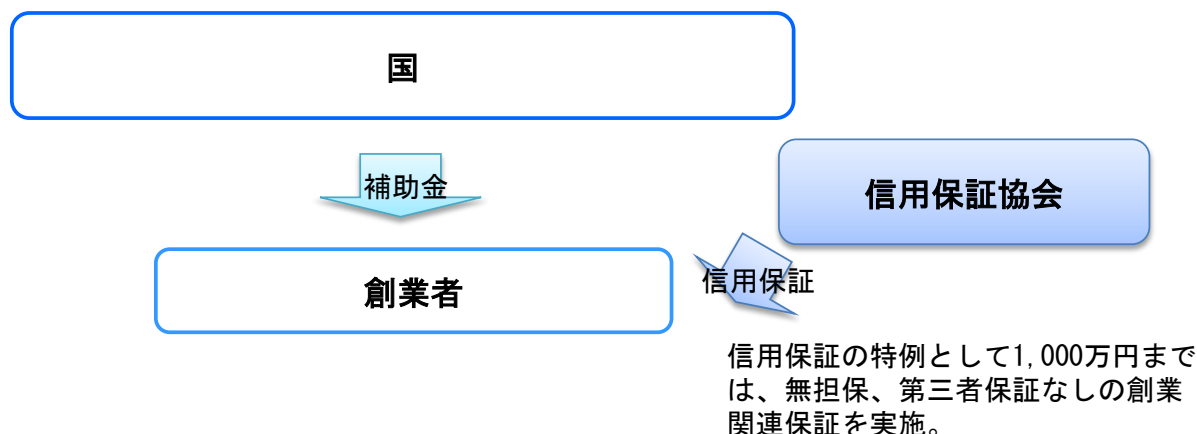 国
補助金
信用保証協会
創業者
信用保証
信用保証の特例として1,000万円まで
は、無担保、第三者保証なしの創業
関連保証を実施。